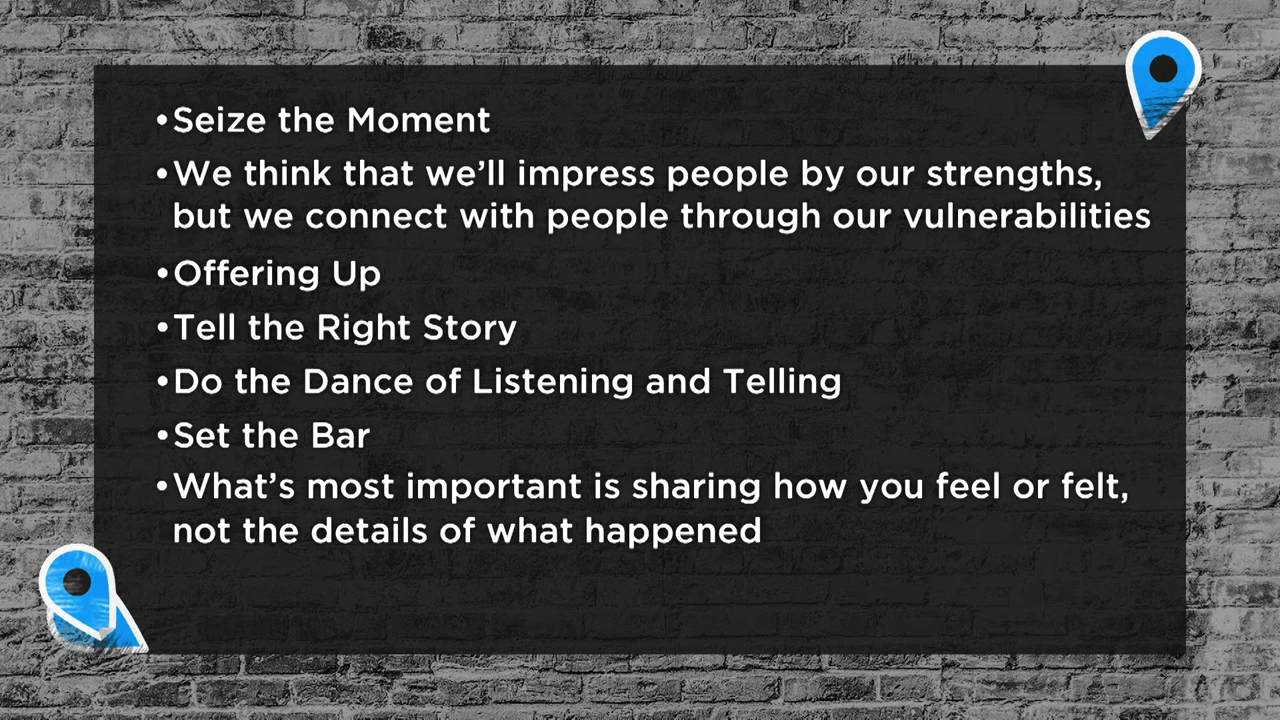 •Seize the Moment
•We think that we’ll impress people by our strengths,
but we connect with people through our vulnerabilities
•Offering Up
•Tell the Right Story
•Do the Dance of Listening and Telling
•Set the Bar
•What’s most important is sharing how you feel or felt,
not the details of what happened